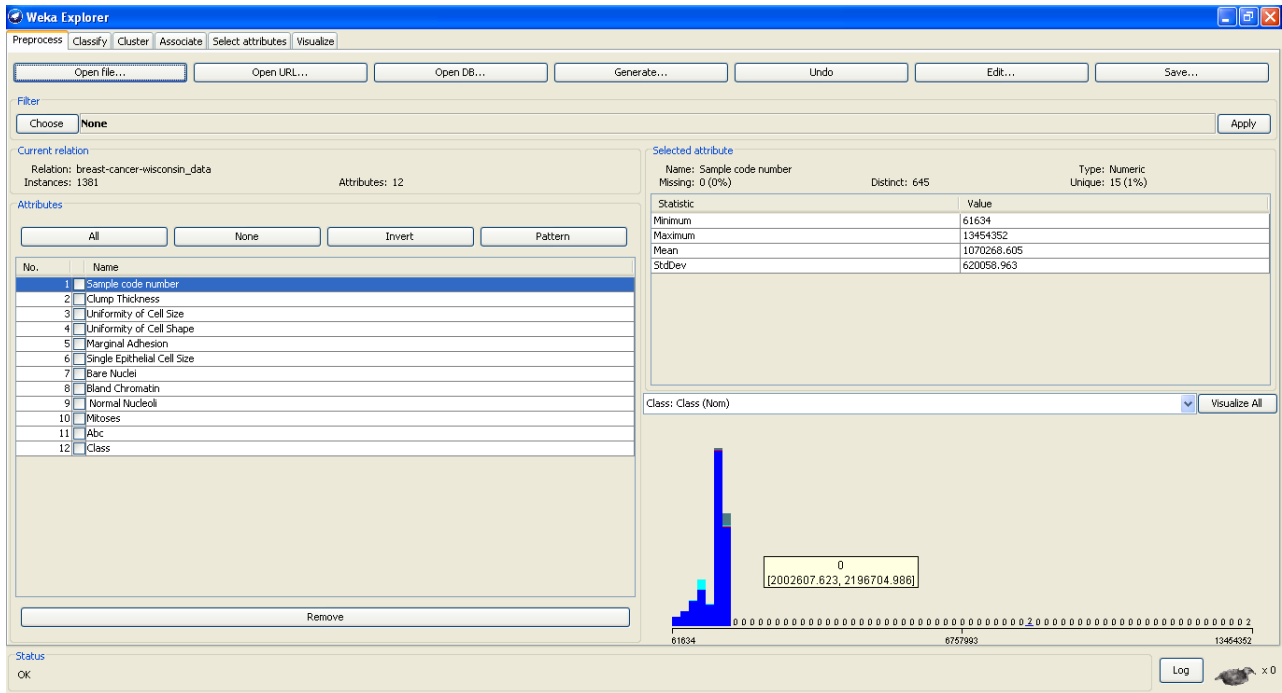 Weka Explorer
Preprocess Classify Cluster Associate Select attributes Visualize
Open file... Open URL... Open DB... Generate... Undo Edit... Save...
Filter
Choose None Apply
Current relation
Relation: breast-cancer-wisconsin_data
Instances: 1381 Attributes: 12
Attributes
All None Invert Pattern
No. Name
1 Sample code number
2 Clump Thickness
3 Uniformity of Cell Size
4 Uniformity of Cell Shape
5 Marginal Adhesion
6 Single Epithelial Cell Size
7 Bare Nuclei
8 Bland Chromatin
9 Normal Nucleoli
10 Mitoses
11 Abc
12 Class
Remove
Selected attribute
Name: Sample code number Type: Numeric
Missing: 0 (0%) Distinct: 645 Unique: 15 (1%)
Statistic Value
Minimum 61634
Maximum 13454352
Mean 1070268.605
StdDev 620058.963
Class: Class (Nom) Visualize All
0
[2002607.623, 2196704.986]
61634 6757993 13454352
Status
OK
Log x 0